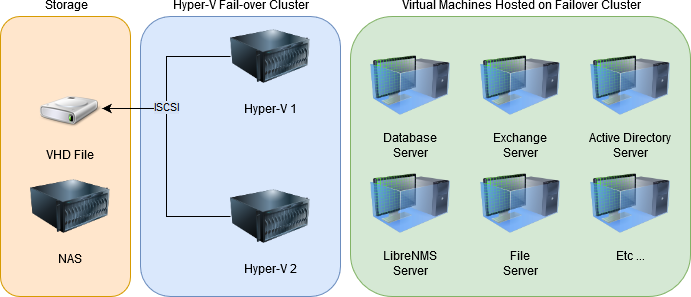 Storage
Hyper-V Fail-over Cluster
Virtual Machines Hosted on Failover Cluster
VHD File
NAS
ISCSI
Hyper-V 1
Hyper-V 2
Database
Server
Exchange
Server
Active Directory
Server
LibreNMS
Server
File
Server
Etc ...